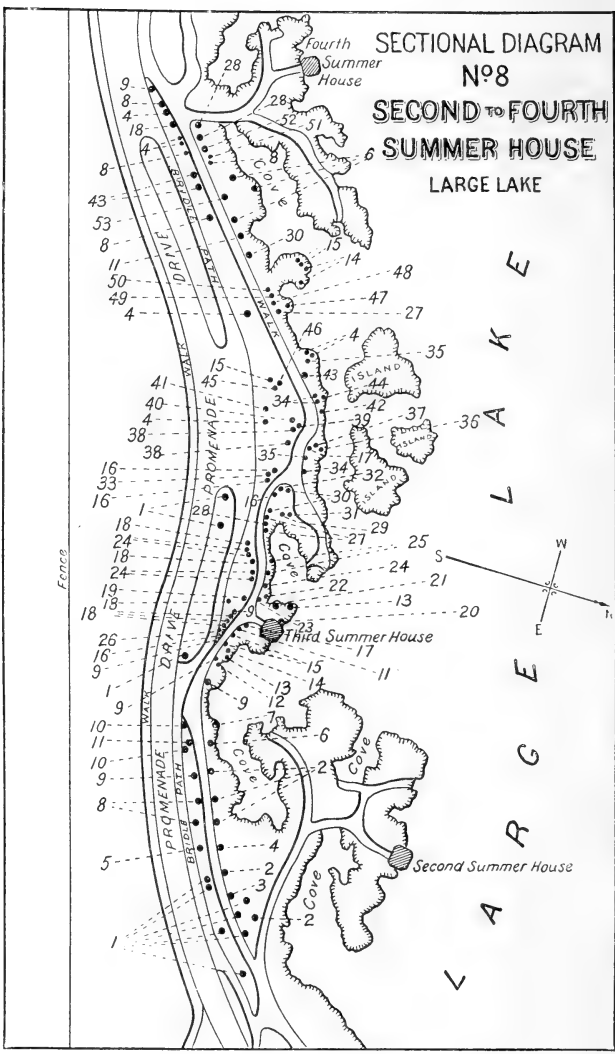 SECTIONAL DIAGRAM
Nº8
SECOND TO FOURTH
SUMMER HOUSE
LARGE LAKE
Fourth
Summer
House
28
9
8
4
18
4
28
52
51
8
6
8
Cove
43
53
8
11
BRIDLE PATH
DRIVE
30
15
14
50
49
4
WALK
48
47
27
46
4
35
WALK
15
45
41
40
4
38
38
43
34
44
42
39
37
36
ISLAND
ISLAND
ISLAND
PROMENADE
35
17
34
32
16
33
16
16
30
31
1
28
29
27
18
24
18
24
19
18
Cove
25
24
22
21
13
20
Fence
S
W
E
N
9
23
Third Summer House
17
26
16
9
1
9
DRIVE
15
11
14
13
12
9
WALK
10
11
10
9
8
7
6
2
Cove
Cove
PROMENADE
BRIDLE PATH
5
4
2
3
2
1
Second Summer House
Cove
LARGE LAKE